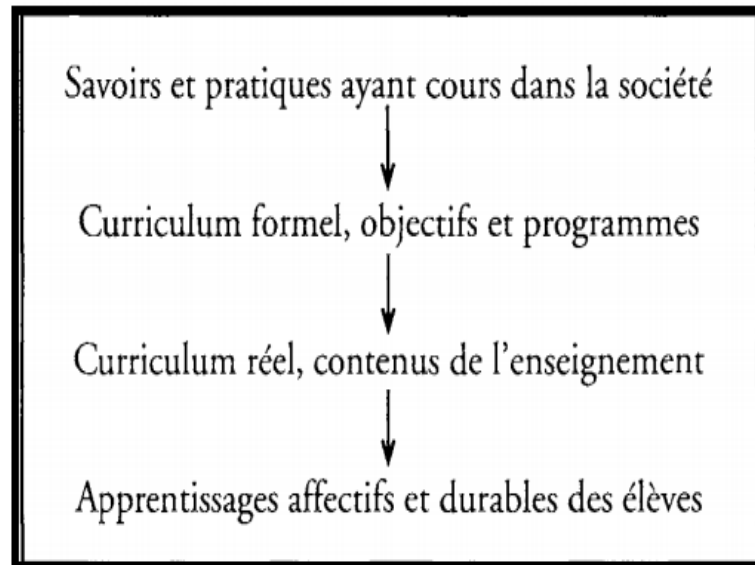 Savoirs et pratiques ayant cours dans la société
Curriculum formel, objectifs et programmes
Curriculum réel, contenus de l'enseignement
Apprentissages affectifs et durables des élèves